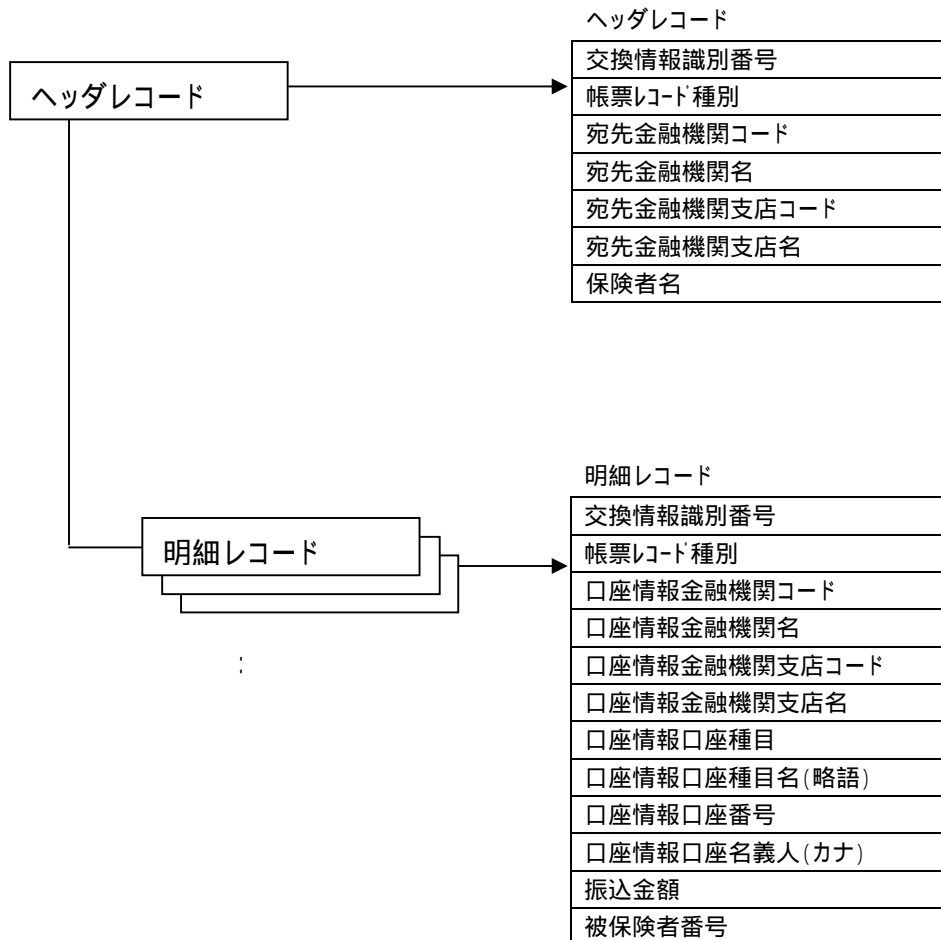 ヘッダレコード
ヘッダレコード
交換情報識別番号
帳票ﾚｺｰﾄﾞ種別
宛先金融機関コード
宛先金融機関名
宛先金融機関支店コード
宛先金融機関支店名
保険者名
明細レコード
明細レコード
:
交換情報識別番号
帳票ﾚｺｰﾄﾞ種別
口座情報金融機関コード
口座情報金融機関名
口座情報金融機関支店コード
口座情報金融機関支店名
口座情報口座種目
口座情報口座種目名(略語)
口座情報口座番号
口座情報口座名義人(カナ)
振込金額
被保険者番号